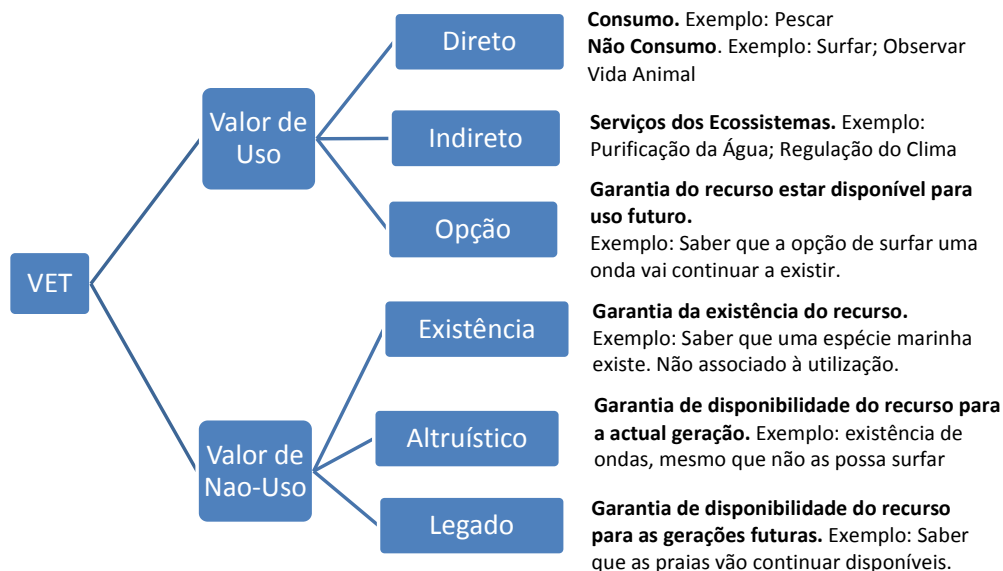 VET
Valor de
Uso
Direto
Consumo. Exemplo: Pescar
Não Consumo. Exemplo: Surfar; Observar
Vida Animal
Indireto
Serviços dos Ecossistemas. Exemplo:
Purificação da Água; Regulação do Clima
Opção
Garantia do recurso estar disponível para
uso futuro.
Exemplo: Saber que a opção de surfar uma
onda vai continuar a existir.
Valor de
Nao-Uso
Existência
Garantia da existência do recurso.
Exemplo: Saber que uma espécie marinha
existe. Não associado à utilização.
Altruístico
Garantia de disponibilidade do recurso para
a actual geração. Exemplo: existência de
ondas, mesmo que não as possa surfar
Legado
Garantia de disponibilidade do recurso
para as gerações futuras. Exemplo: Saber
que as praias vão continuar disponíveis.